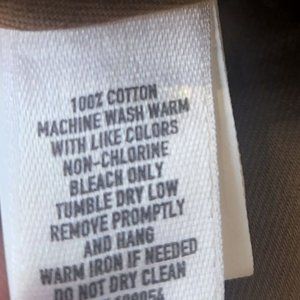 100% COTTON
MACHINE WASH WARM
WITH LIKE COLORS
NON-CHLORINE
BLEACH ONLY
TUMBLE DRY LOW
REMOVE PROMPTLY
AND HANG
WARM IRON IF NEEDED
DO NOT DRY CLEAN